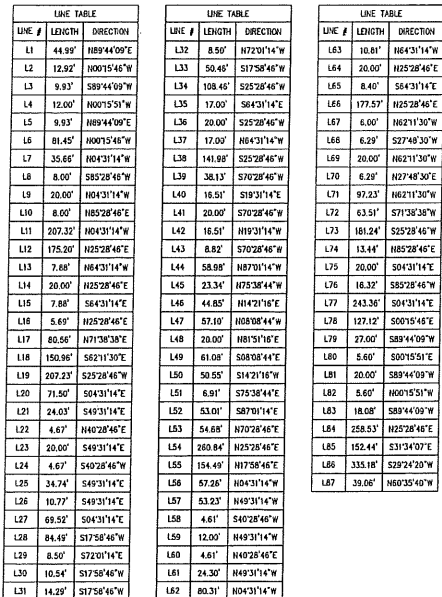 LINE TABLE
LINE # LENGTH DIRECTION
L1 44.99' N89°44'09"E
L2 12.92' N00°15'46"W
L3 9.93' S89°44'09"W
L4 12.00' N00°15'51"W
L5 9.93' N89°44'09"E
L6 81.45' N00°15'46"W
L7 35.66' N04°31'14"W
L8 8.00' S85°28'46"W
L9 20.00' N04°31'14"W
L10 8.00' N85°28'46"E
L11 207.32' N04°31'14"W
L12 175.20' N25°28'46"E
L13 7.88' N64°31'14"W
L14 20.00' N25°28'46"E
L15 7.88' S64°31'14"E
L16 5.69' N25°28'46"E
L17 80.56' N71°38'38"E
L18 150.96' S62°11'30"E
L19 207.23' S25°28'46"W
L20 71.50' S04°31'14"E
L21 24.03' S49°31'14"E
L22 4.67' N40°28'46"E
L23 20.00' S49°31'14"E
L24 4.67' S40°28'46"W
L25 34.74' S49°31'14"E
L26 10.77' S49°31'14"E
L27 69.52' S04°31'14"E
L28 84.49' S17°58'46"W
L29 8.50' S72°01'14"E
L30 10.54' S17°58'46"W
L31 14.29' S17°58'46"W
LINE TABLE
LINE # LENGTH DIRECTION
L32 8.50' N72°01'14"W
L33 50.46' S17°58'46"W
L34 108.46' S25°28'46"W
L35 17.00' S64°31'14"E
L36 20.00' S25°28'46"W
L37 17.00' N64°31'14"W
L38 141.98' S25°28'46"W
L39 38.13' S70°28'46"W
L40 16.51' S19°31'14"E
L41 20.00' S70°28'46"W
L42 16.51' N19°31'14"W
L43 8.82' S70°28'46"W
L44 58.98' N87°01'14"W
L45 23.34' N75°38'44"W
L46 44.85' N14°21'16"E
L47 57.10' N08°08'44"W
L48 20.00' N81°51'16"E
L49 61.08' S08°08'44"E
L50 50.55' S14°21'16"W
L51 6.91' S75°38'44"E
L52 53.01' S87°01'14"E
L53 54.68' N70°28'46"E
L54 260.84' N25°28'46"E
L55 154.49' N17°58'46"E
L56 57.26' N04°31'14"W
L57 53.23' N49°31'14"W
L58 4.61' S40°28'46"W
L59 12.00' N49°31'14"W
L60 4.61' N40°28'46"E
L61 24.30' N49°31'14"W
L62 80.31' N04°31'14"W
LINE TABLE
LINE # LENGTH DIRECTION
L63 10.81' N64°31'14"W
L64 20.00' N25°28'46"E
L65 8.40' S64°31'14"E
L66 177.57' N25°28'46"E
L67 6.00' N62°11'30"W
L68 6.29' S27°48'30"W
L69 20.00' N62°11'30"W
L70 6.29' N27°48'30"E
L71 97.23' N62°11'30"W
L72 63.51' S71°38'38"W
L73 181.24' S25°28'46"W
L74 13.44' N85°28'46"E
L75 20.00' S04°31'14"E
L76 16.32' S85°28'46"W
L77 243.36' S04°31'14"E
L78 127.12' S00°15'46"E
L79 27.00' S89°44'09"W
L80 5.60' S00°15'51"E
L81 20.00' S89°44'09"W
L82 5.60' N00°15'51"W
L83 18.08' S89°44'09"W
L84 258.53' N25°28'46"E
L85 152.44' S31°34'07"E
L86 335.18' S29°24'20"W
L87 39.06' N60°35'40"W